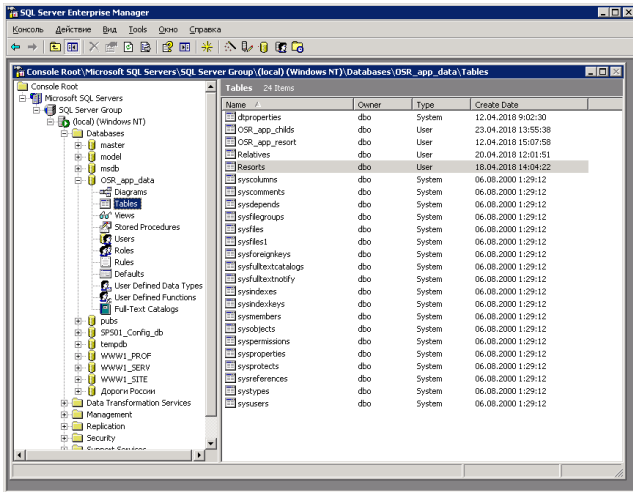 SQL Server Enterprise Manager
Консоль Действие Вид Tools Окно Справка
Console Root\Microsoft SQL Servers\SQL Server Group\(local) (Windows NT)\Databases\OSR_app_data\Tables
Console Root
Microsoft SQL Servers
SQL Server Group
(local) (Windows NT)
Databases
master
model
msdb
OSR_app_data
Diagrams
Tables
Views
Stored Procedures
Users
Roles
Rules
Defaults
User Defined Data Types
User Defined Functions
Full-Text Catalogs
pubs
SPS01_Config_db
tempdb
WWW1_PROF
WWW1_SERV
WWW1_SITE
Дороги России
Data Transformation Services
Management
Replication
Security
Support Services
Tables 24 Items
Name Owner Type Create Date
dtproperties dbo System 12.04.2018 9:02:30
OSR_app_childs dbo User 23.04.2018 13:55:38
OSR_app_resort dbo User 12.04.2018 15:07:58
Relatives dbo User 20.04.2018 12:01:51
Resorts dbo User 18.04.2018 14:04:22
syscolumns dbo System 06.08.2000 1:29:12
syscomments dbo System 06.08.2000 1:29:12
sysdepends dbo System 06.08.2000 1:29:12
sysfilegroups dbo System 06.08.2000 1:29:12
sysfiles dbo System 06.08.2000 1:29:12
sysfiles1 dbo System 06.08.2000 1:29:12
sysforeignkeys dbo System 06.08.2000 1:29:12
sysfulltextcatalogs dbo System 06.08.2000 1:29:12
sysfulltextnotify dbo System 06.08.2000 1:29:12
sysindexes dbo System 06.08.2000 1:29:12
sysindexkeys dbo System 06.08.2000 1:29:12
sysmembers dbo System 06.08.2000 1:29:12
sysobjects dbo System 06.08.2000 1:29:12
syspermissions dbo System 06.08.2000 1:29:12
sysproperties dbo System 06.08.2000 1:29:12
sysprotects dbo System 06.08.2000 1:29:12
sysreferences dbo System 06.08.2000 1:29:12
systypes dbo System 06.08.2000 1:29:12
sysusers dbo System 06.08.2000 1:29:12